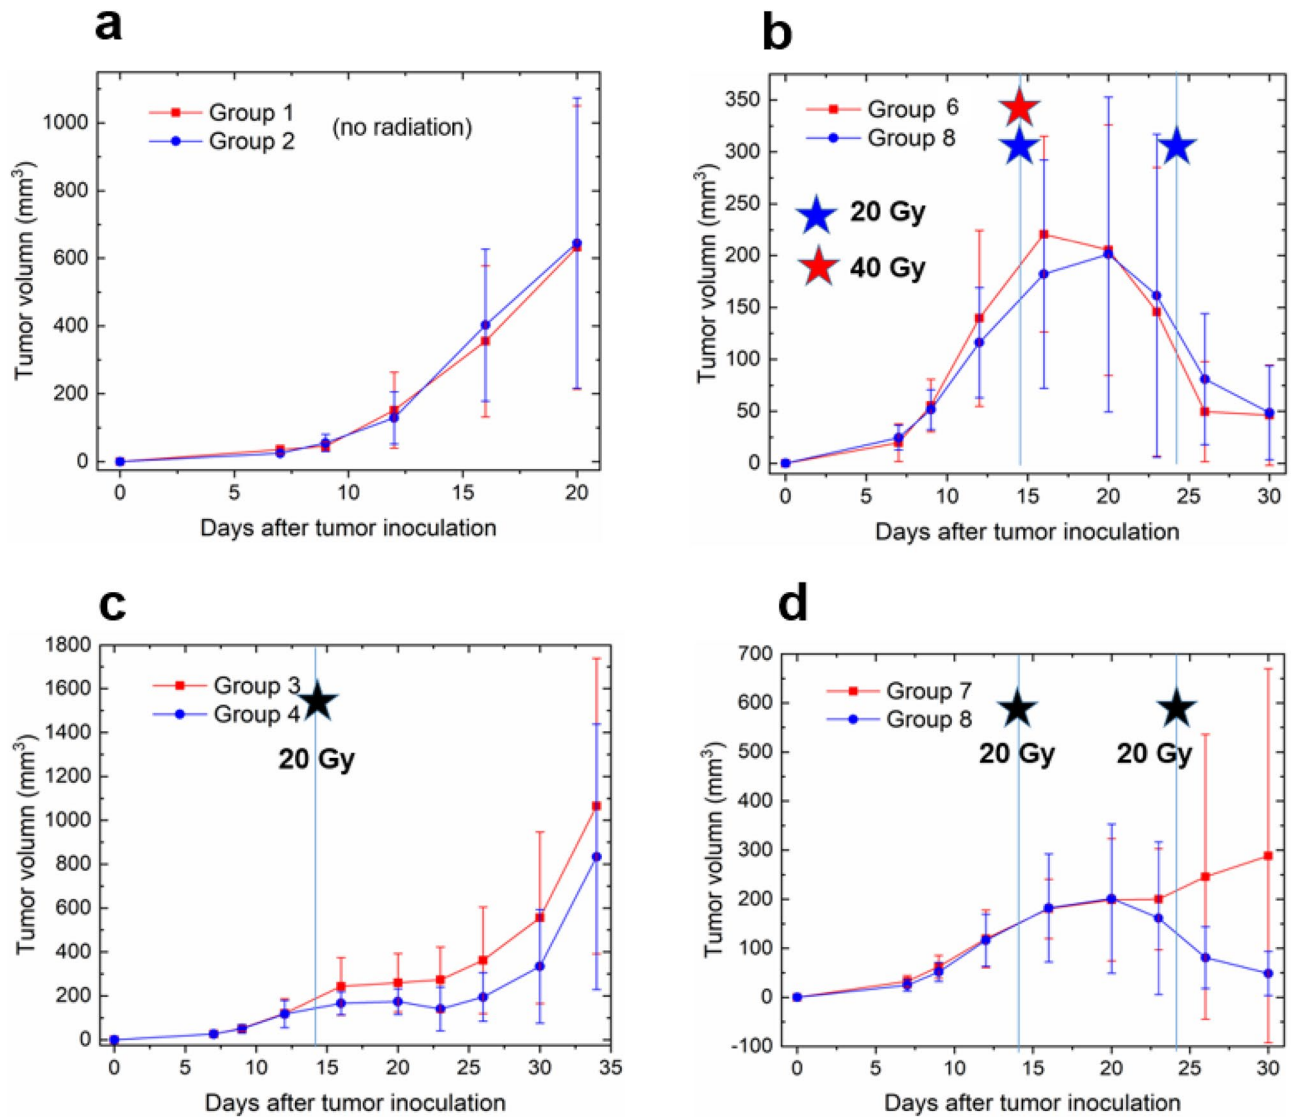 a
Group 1
Group 2
(no radiation)
1000
800
600
400
200
0
Tumor volumn (mm³)
0 5 10 15 20
Days after tumor inoculation
b
Group 6
Group 8
20 Gy
40 Gy
350
300
250
200
150
100
50
0
Tumor volumn (mm³)
0 5 10 15 20 25 30
Days after tumor inoculation
c
Group 3
Group 4
20 Gy
1800
1600
1400
1200
1000
800
600
400
200
0
Tumor volumn (mm³)
0 5 10 15 20 25 30 35
Days after tumor inoculation
d
Group 7
Group 8
20 Gy 20 Gy
700
600
500
400
300
200
100
0
-100
Tumor volumn (mm³)
0 5 10 15 20 25 30
Days after tumor inoculation